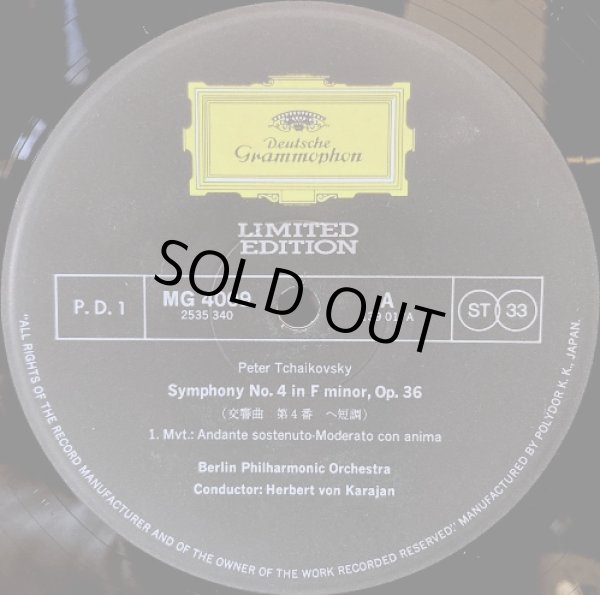 Deutsche
Grammophon
LIMITED
EDITION
SOLD OUT
P. D. 1
MG 4009
2535 340
A
ST 33
Peter Tchaikovsky
Symphony No. 4 in F minor, Op. 36
(交響曲 第4番 ヘ短調)
1. Mvt.: Andante sostenuto·Moderato con anima
Berlin Philharmonic Orchestra
Conductor: Herbert von Karajan
"ALL RIGHTS OF THE RECORD MANUFACTURER AND OF THE OWNER OF THE WORK RECORDED RESERVED." MANUFACTURED BY POLYDOR K. K., JAPAN.